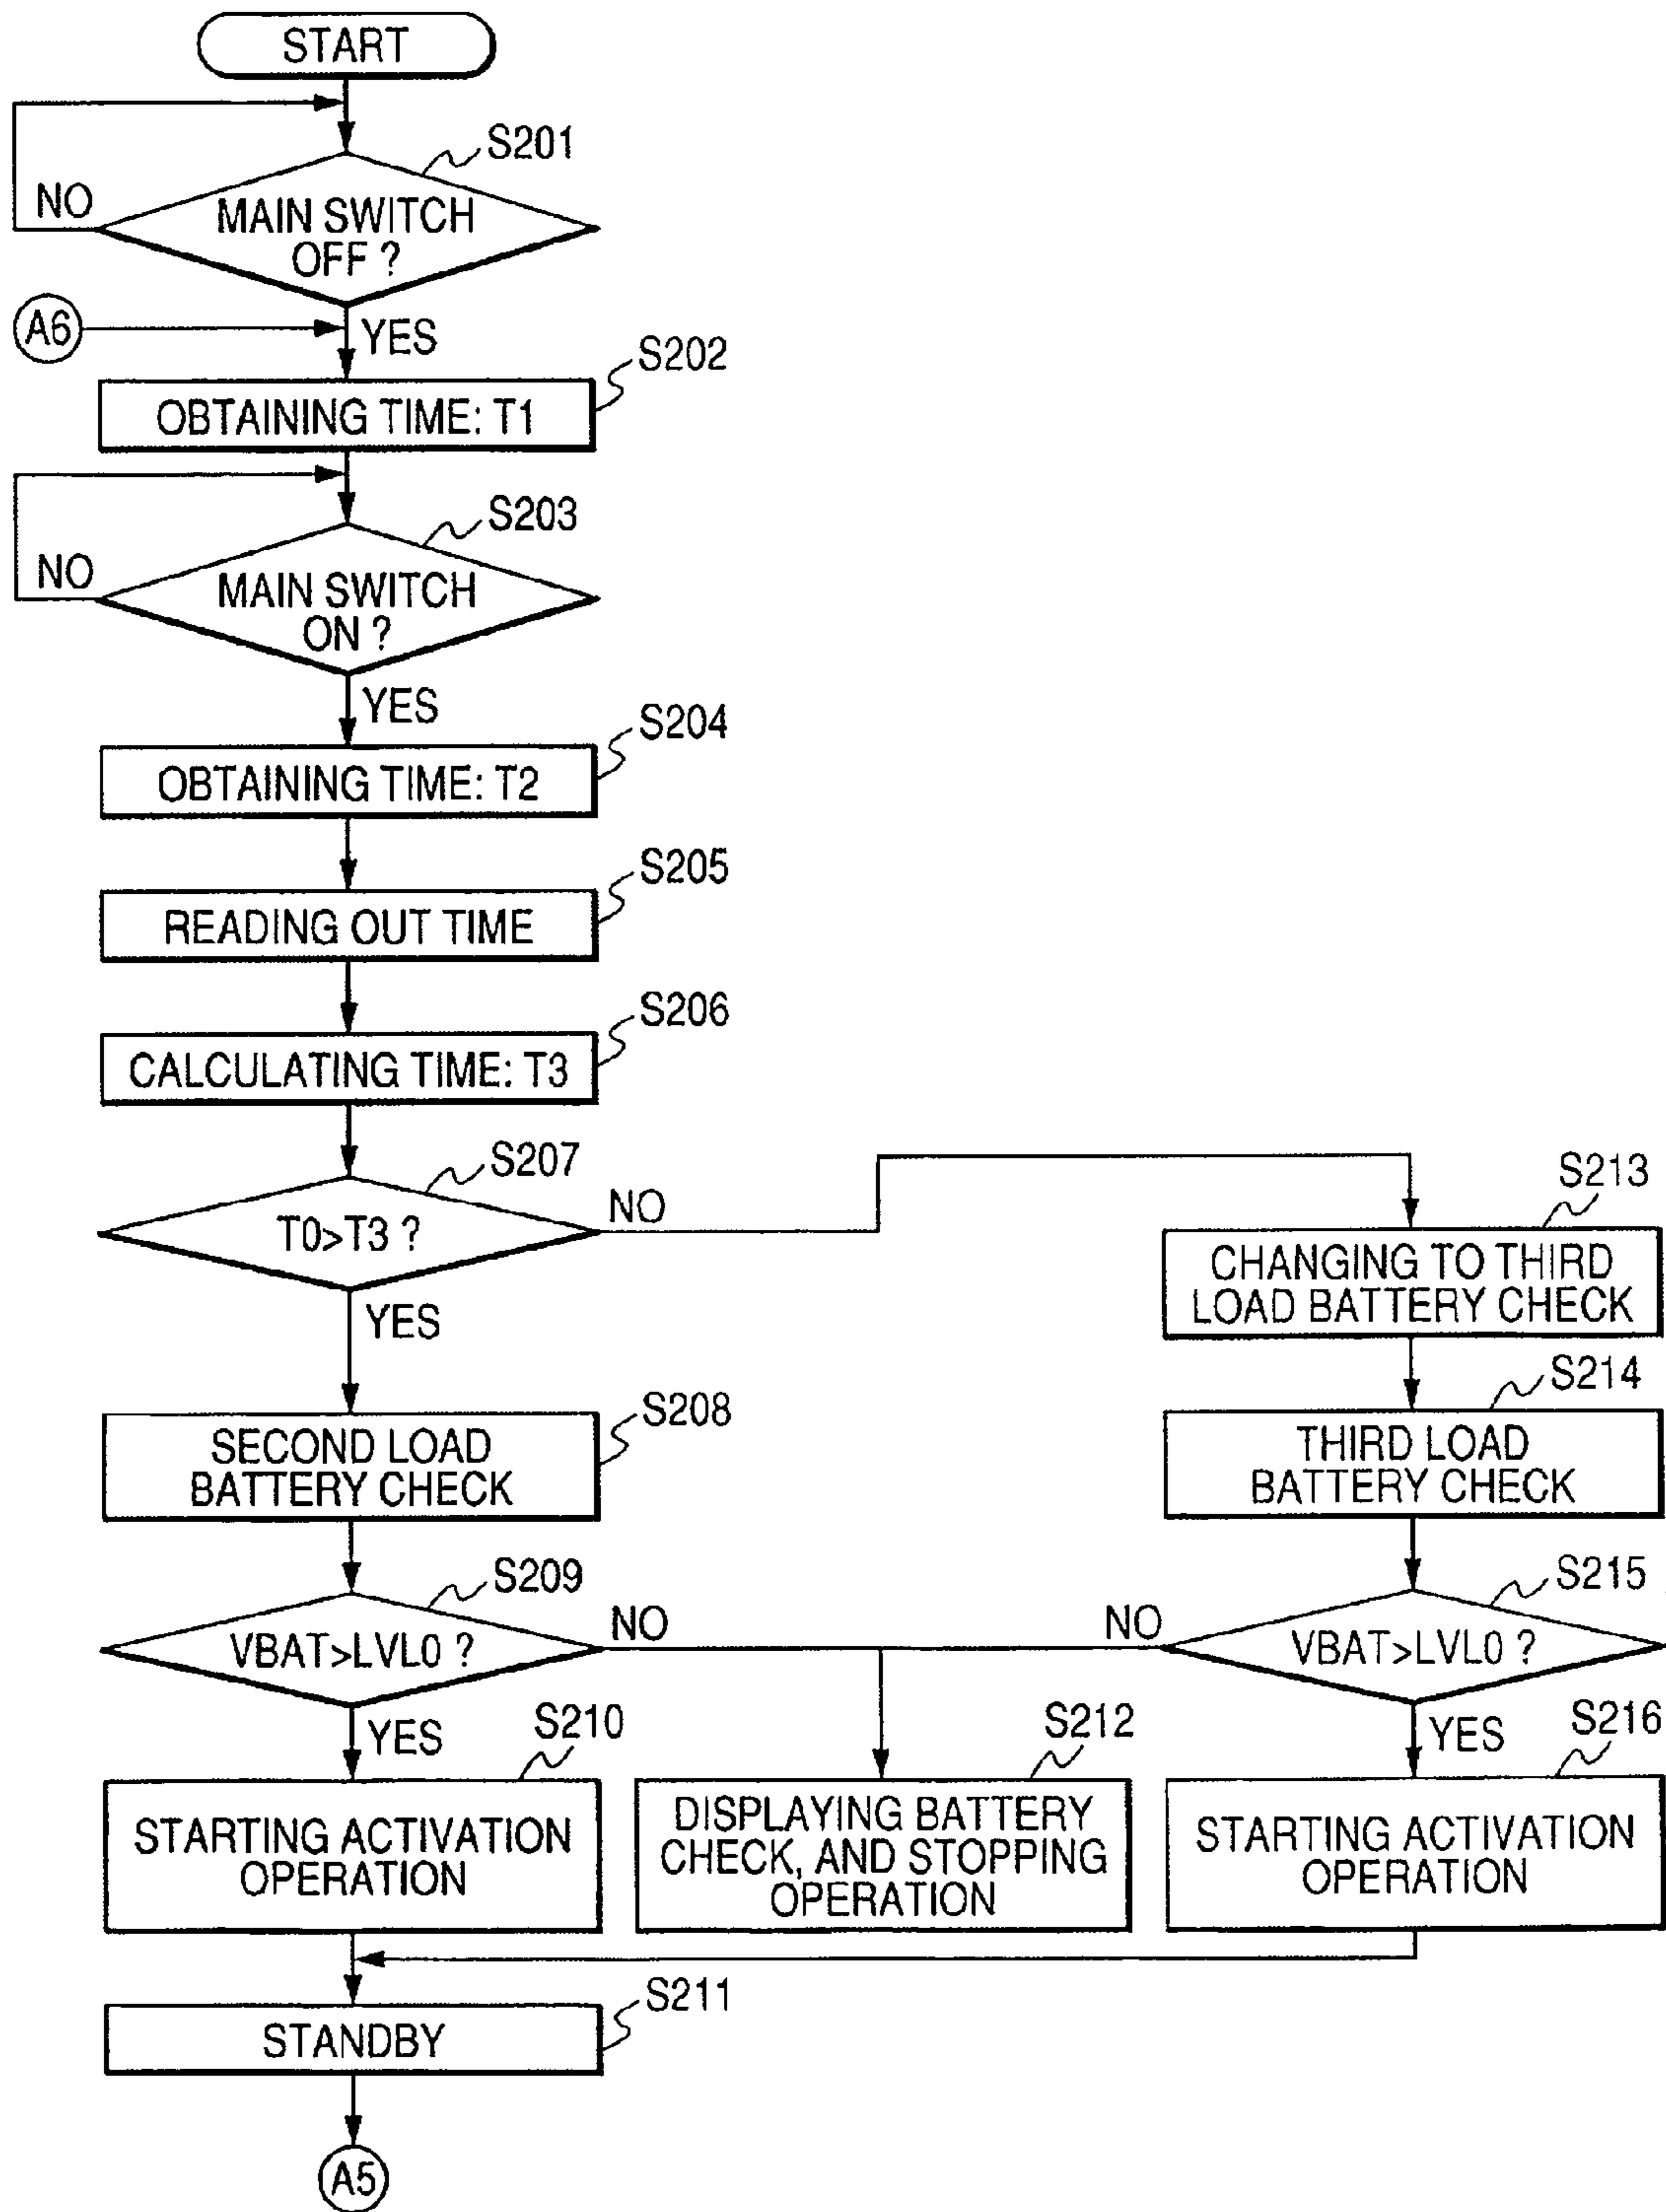 START
S201
NO
MAIN SWITCH
OFF ?
A6
YES
S202
OBTAINING TIME: T1
S203
NO
MAIN SWITCH
ON ?
YES
S204
OBTAINING TIME: T2
S205
READING OUT TIME
S206
CALCULATING TIME: T3
S207
T0>T3 ?
NO
YES
S213
CHANGING TO THIRD
LOAD BATTERY CHECK
S208
SECOND LOAD
BATTERY CHECK
S214
THIRD LOAD
BATTERY CHECK
S209
VBAT>LVL0 ?
NO
YES
S215
NO
VBAT>LVL0 ?
YES
S210
STARTING ACTIVATION
OPERATION
S212
DISPLAYING BATTERY
CHECK, AND STOPPING
OPERATION
S216
STARTING ACTIVATION
OPERATION
S211
STANDBY
A5